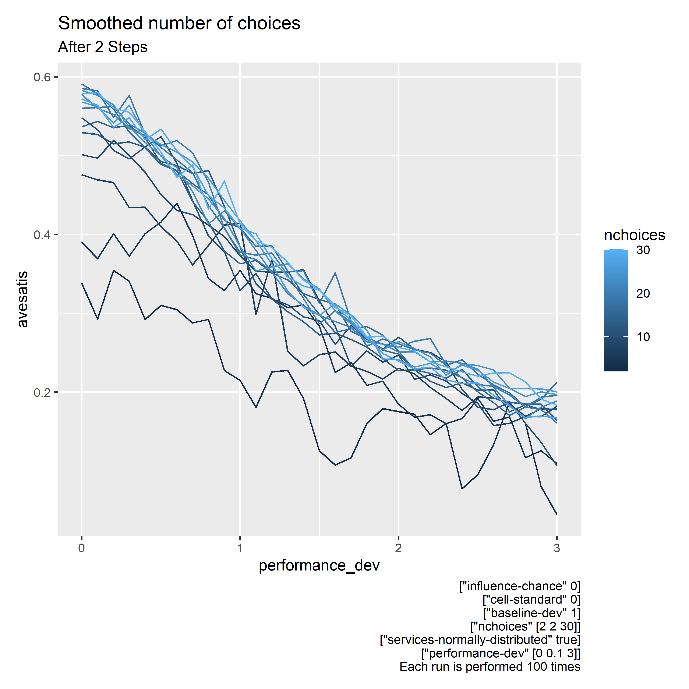 Smoothed number of choices
After 2 Steps
0.6
0.4
0.2
avesatis
0
1
2
3
performance_dev
nchoices
30
20
10
["influence-chance" 0]
["cell-standard" 0]
["baseline-dev" 1]
["nchoices" [2 2 30]]
["services-normally-distributed" true]
["performance-dev" [0 0.1 3]]
Each run is performed 100 times